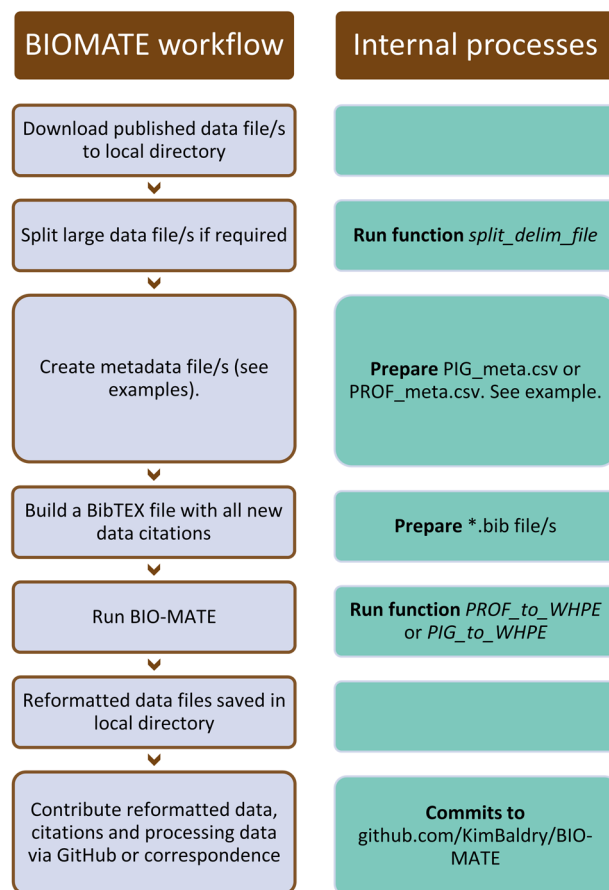 BIOMATE workflow
Internal processes
Download published data file/s
to local directory
Split large data file/s if required
Run function split_delim_file
Create metadata file/s (see
examples).
Prepare PIG_meta.csv or
PROF_meta.csv. See example.
Build a BibTEX file with all new
data citations
Prepare *.bib file/s
Run BIO-MATE
Run function PROF_to_WHPE
or PIG_to_WHPE
Reformatted data files saved in
local directory
Contribute reformatted data,
citations and processing data
via GitHub or correspondence
Commits to
github.com/KimBaldry/BIO-
MATE